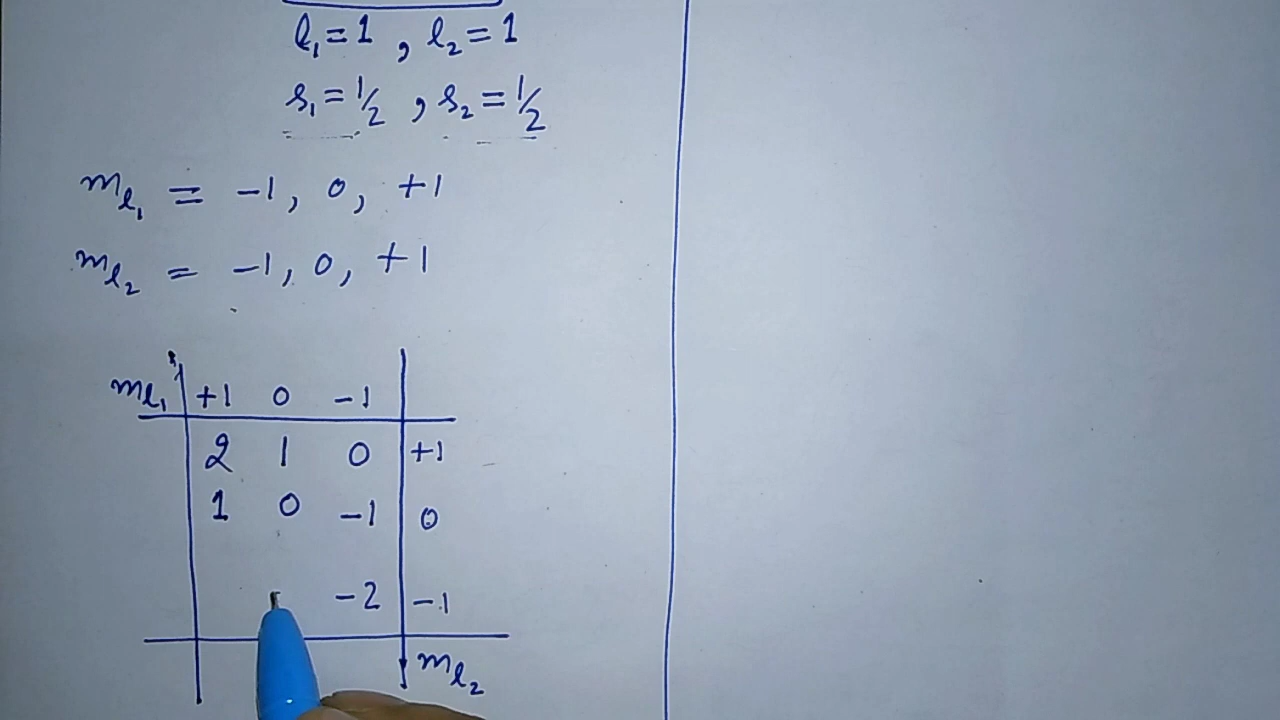 l₁ = 1 , l₂ = 1
s₁ = 1/2 , s₂ = 1/2
mₗ₁ = -1, 0, +1
mₗ₂ = -1, 0, +1
mₗ₁ +1 0 -1
2 1 0 +1
1 0 -1 0
-2 -1
mₗ₂